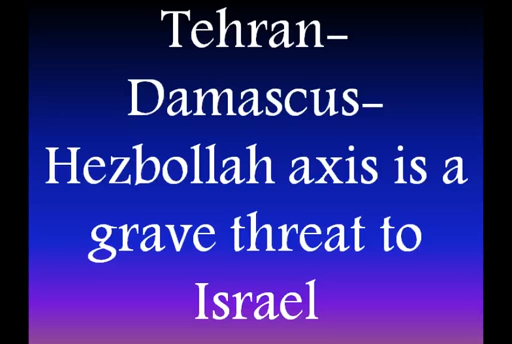 Tehran-
Damascus-
Hezbollah axis is a
grave threat to
Israel